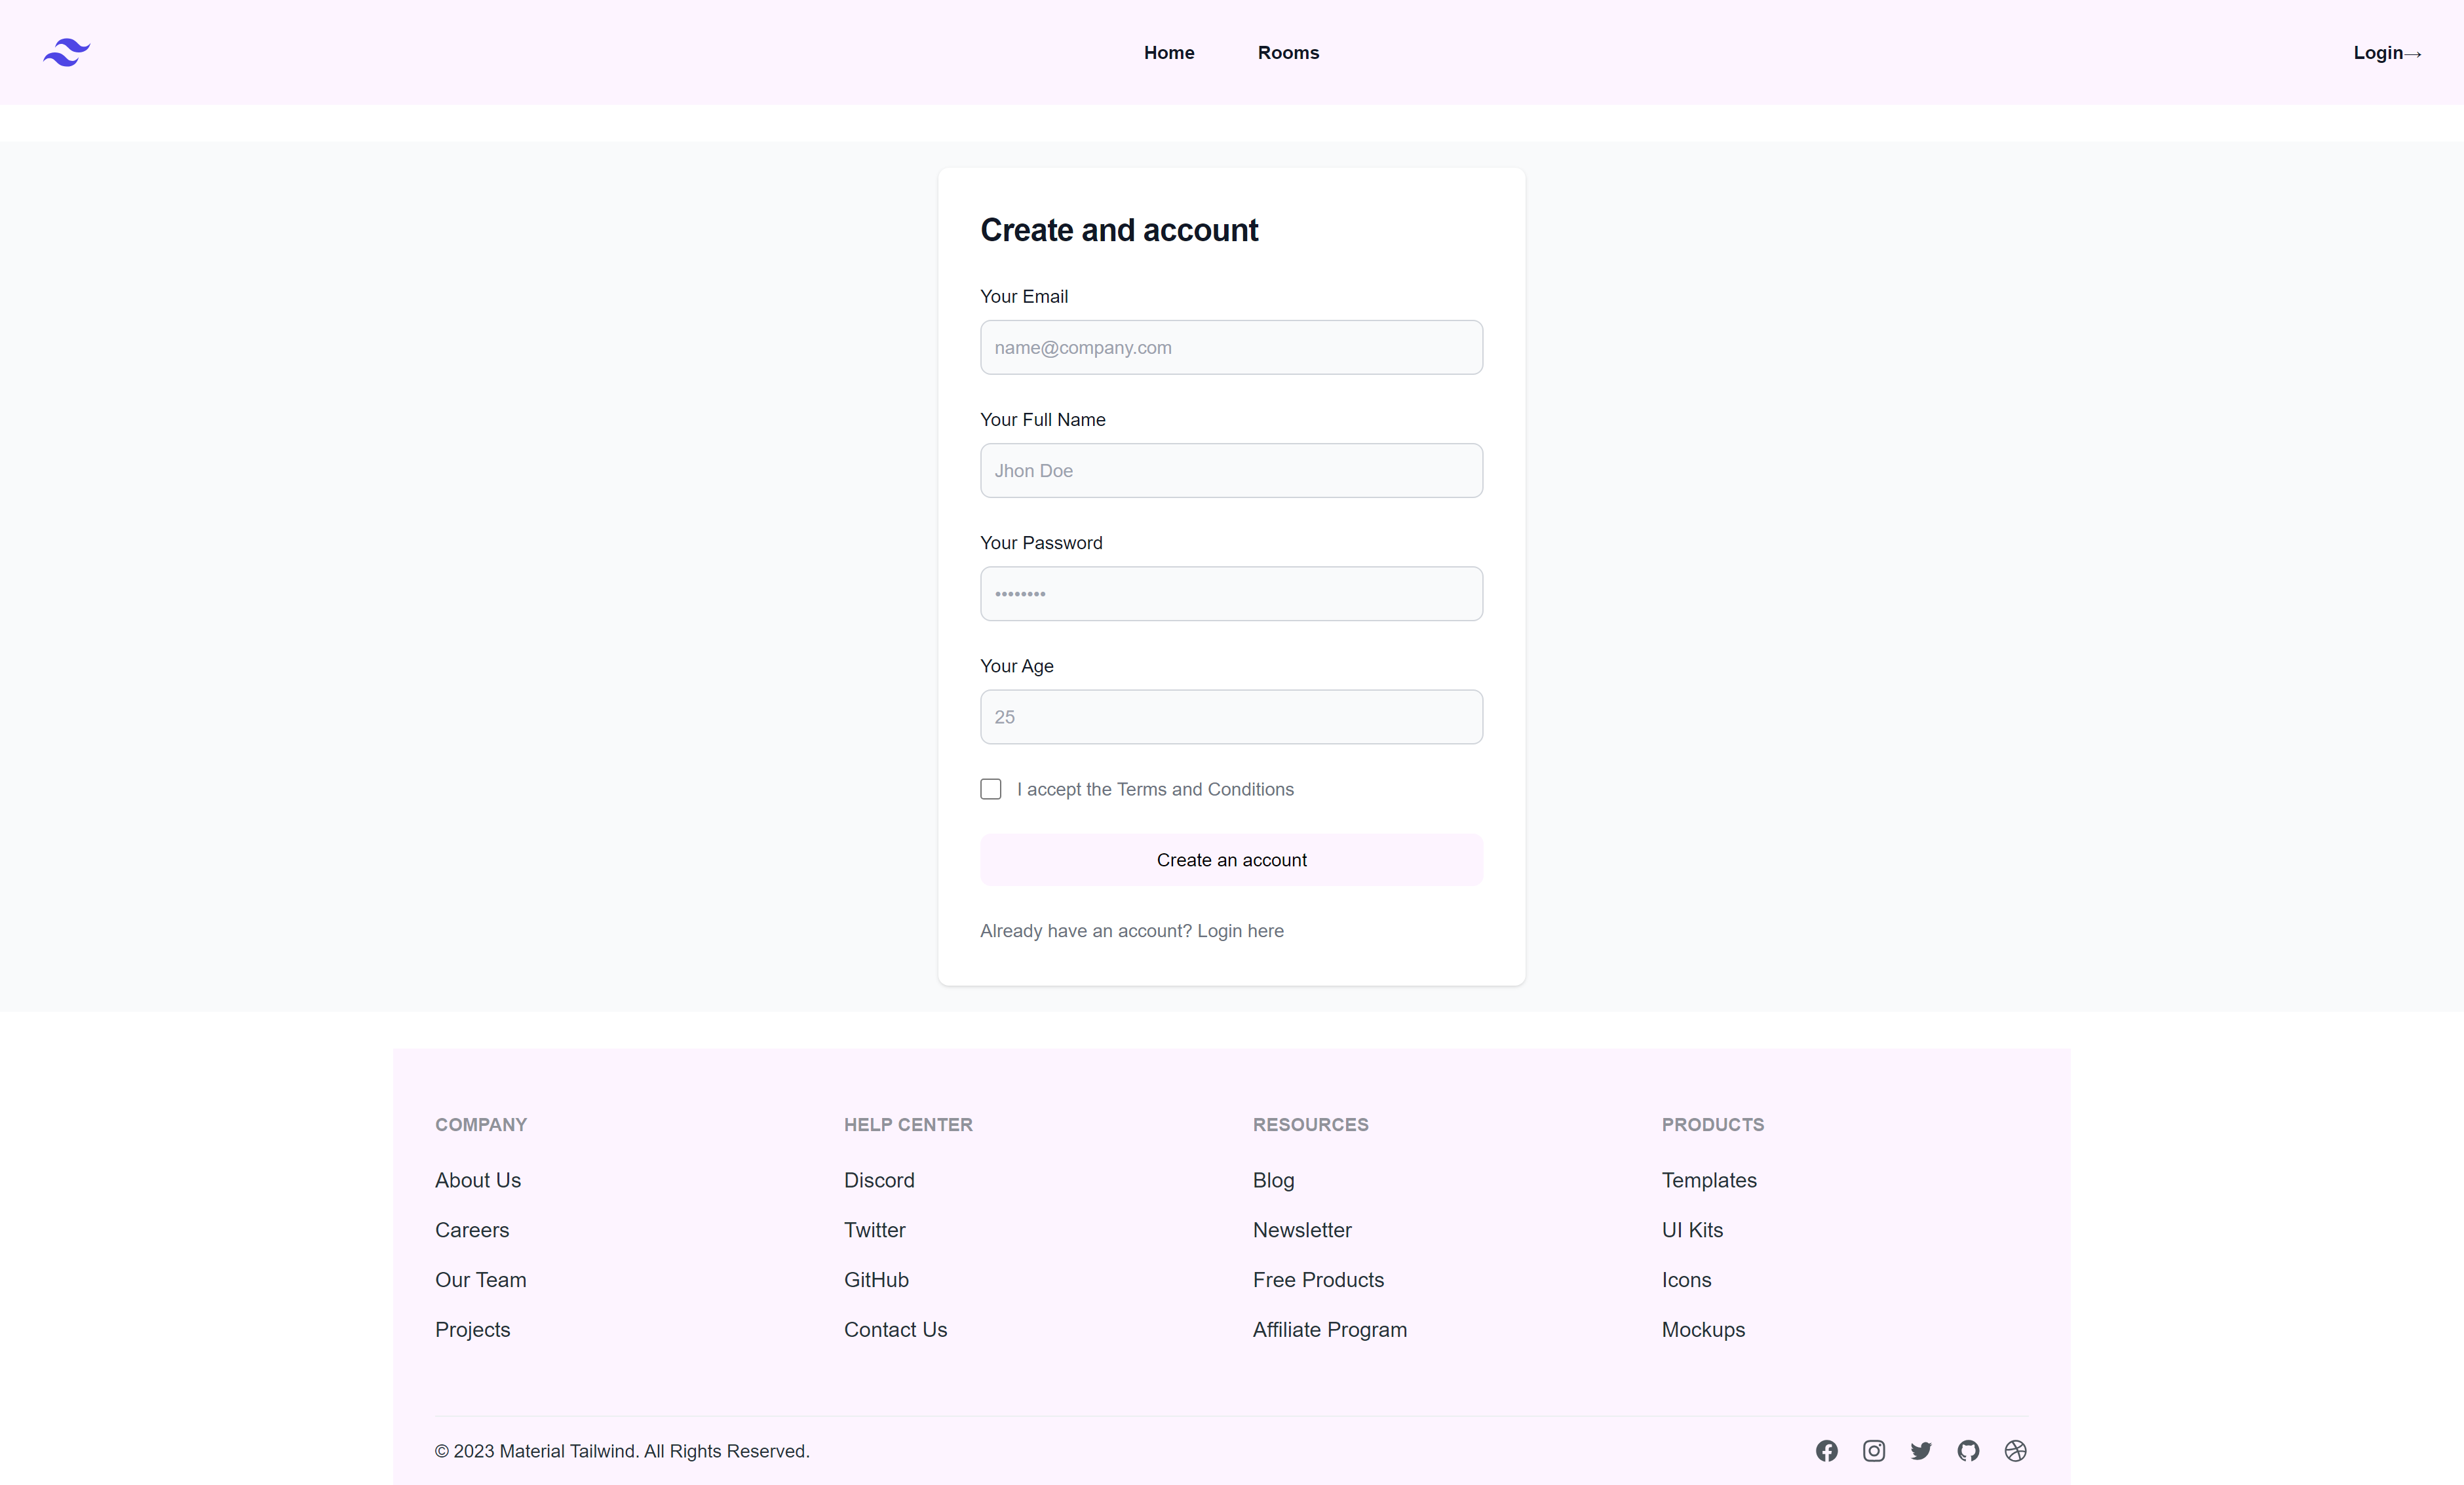 Home
Rooms
Login→
Create and account
Your Email
name@company.com
Your Full Name
Jhon Doe
Your Password
••••••••
Your Age
25
I accept the Terms and Conditions
Create an account
Already have an account? Login here
COMPANY
About Us
Careers
Our Team
Projects
HELP CENTER
Discord
Twitter
GitHub
Contact Us
RESOURCES
Blog
Newsletter
Free Products
Affiliate Program
PRODUCTS
Templates
UI Kits
Icons
Mockups
© 2023 Material Tailwind. All Rights Reserved.